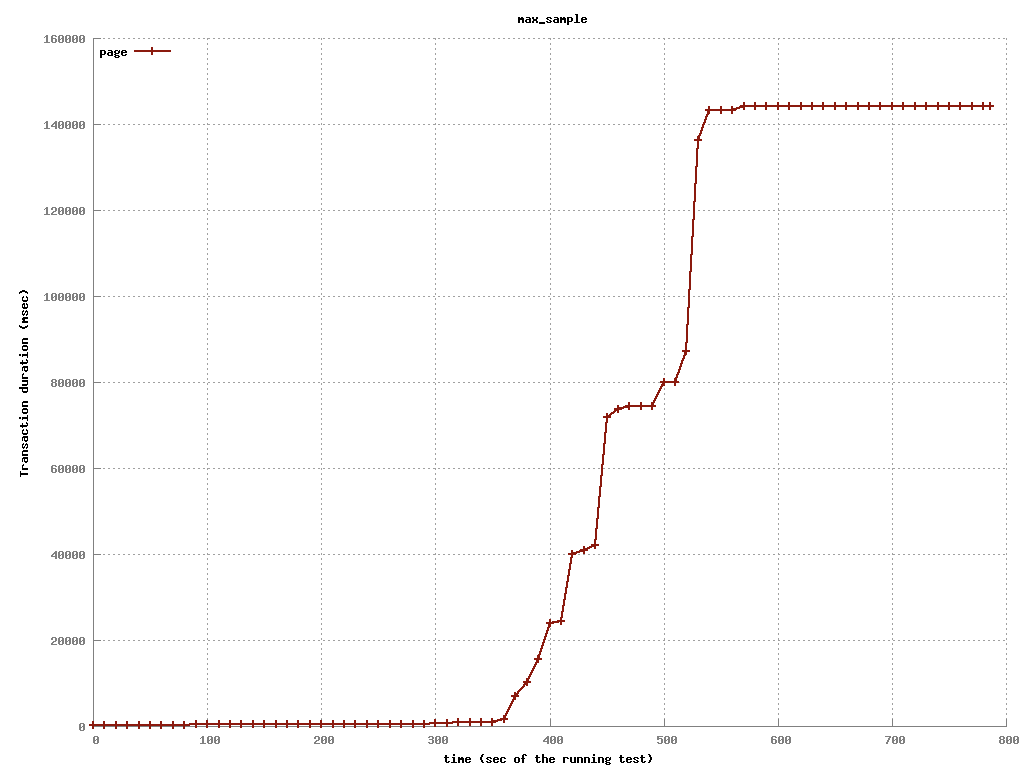 max_sample
160000
page
140000
120000
100000
80000
60000
40000
20000
0
Transaction duration (msec)
0 100 200 300 400 500 600 700 800
time (sec of the running test)